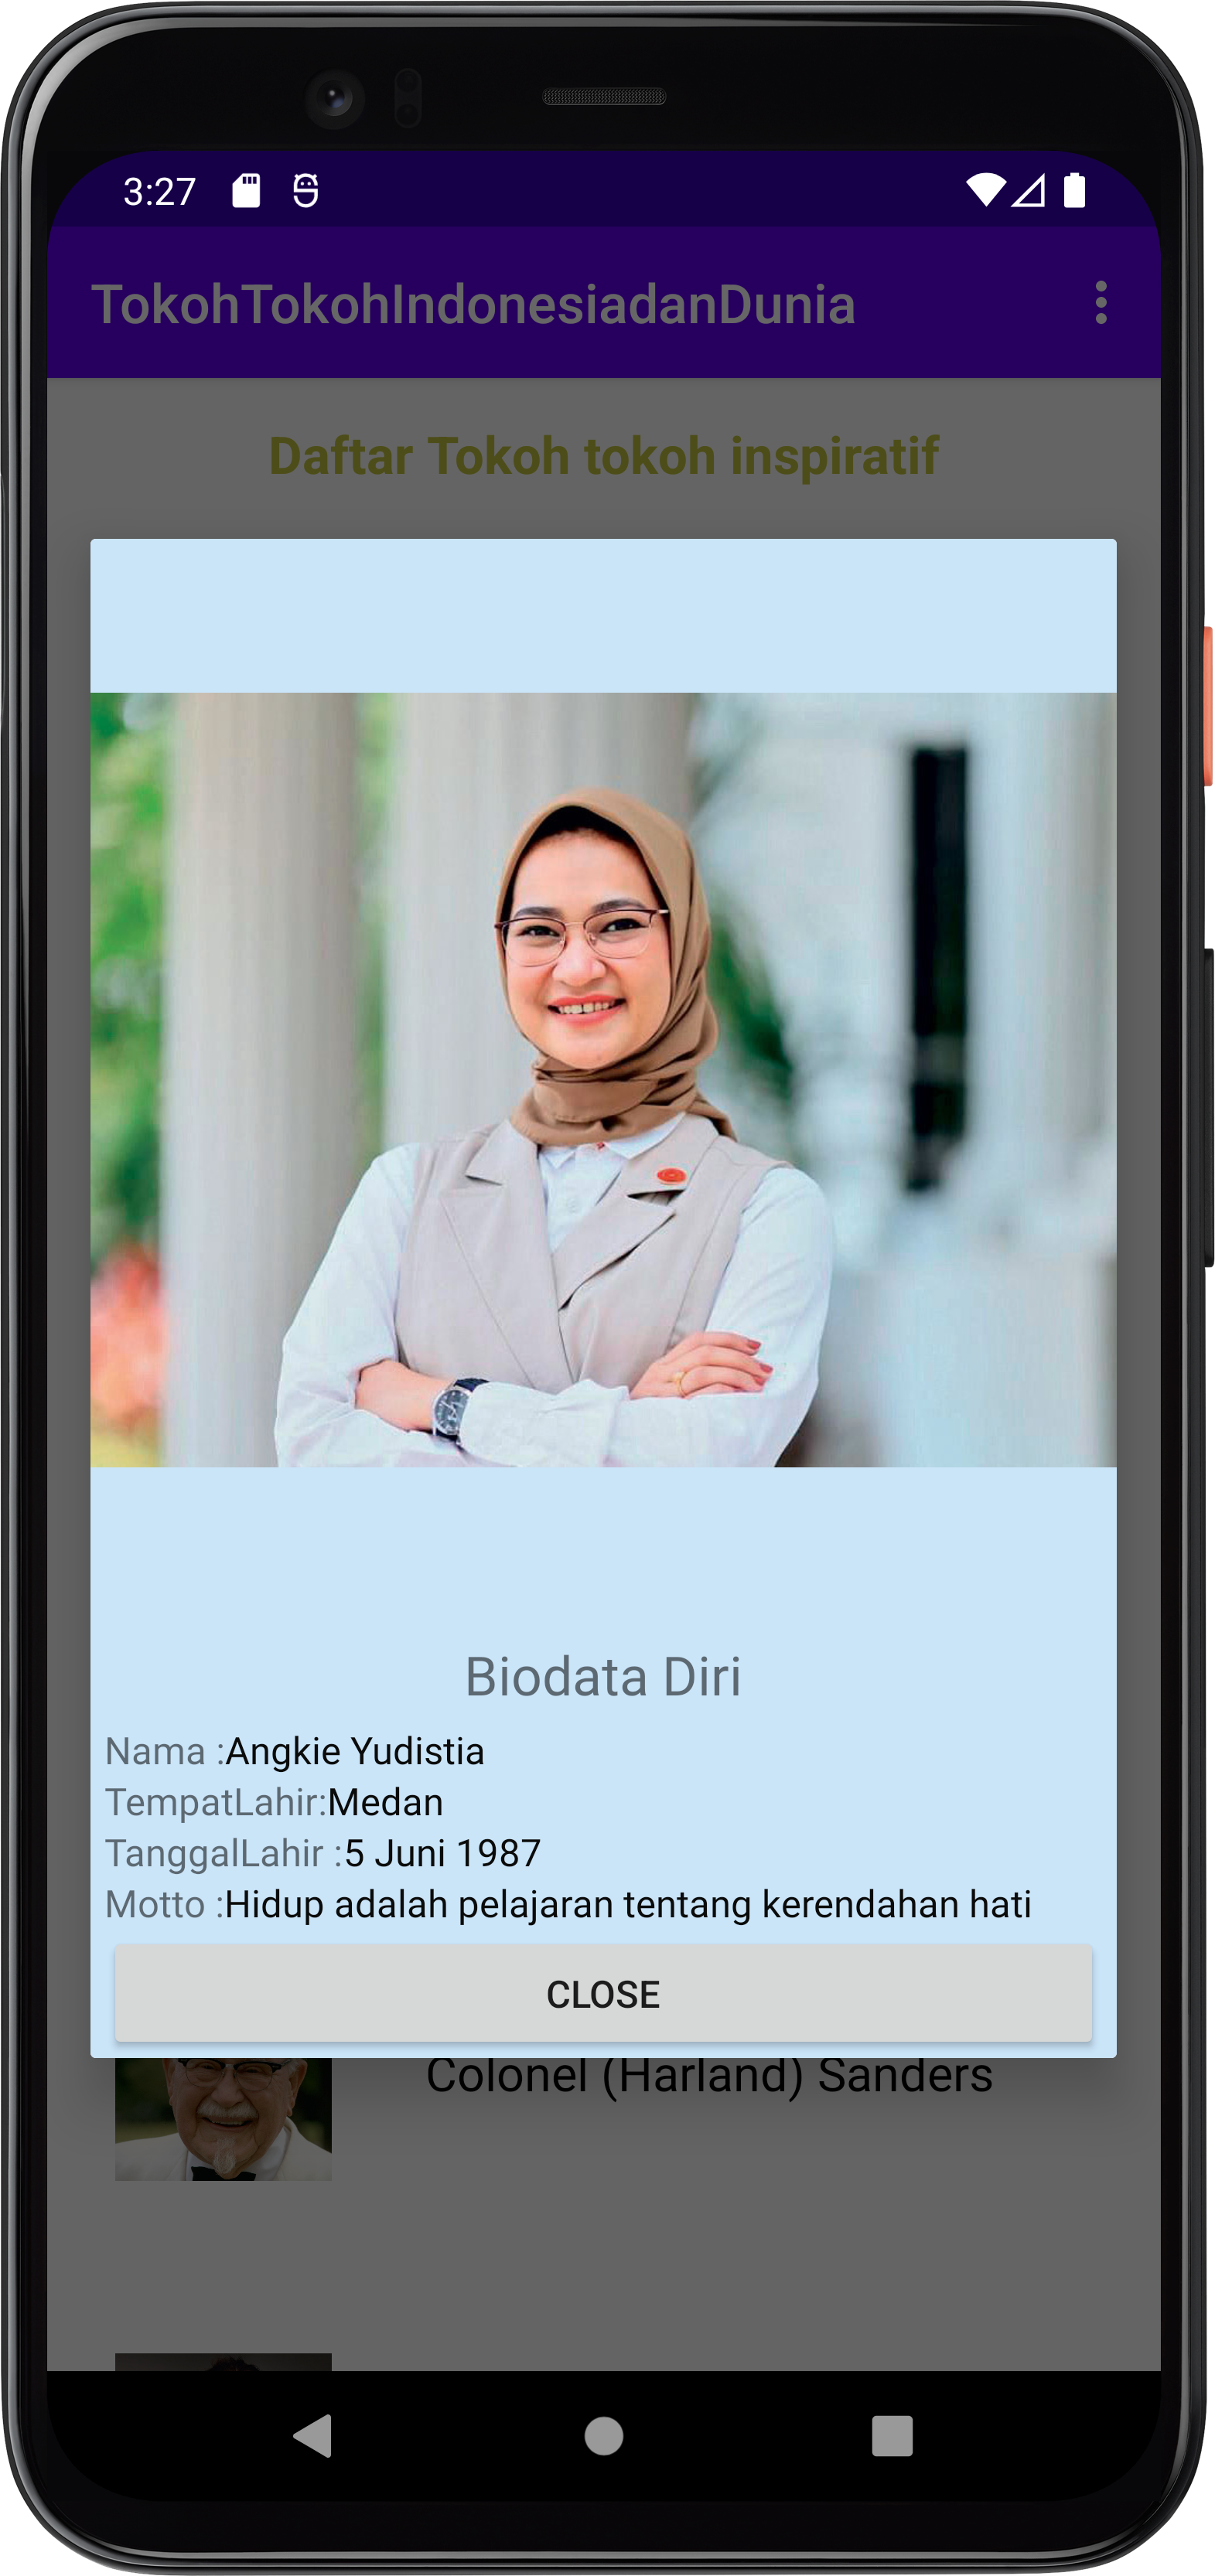 3:27
TokohTokohIndonesiadanDunia
Daftar Tokoh tokoh inspiratif
Biodata Diri
Nama :Angkie Yudistia
TempatLahir:Medan
TanggalLahir :5 Juni 1987
Motto :Hidup adalah pelajaran tentang kerendahan hati
CLOSE
Colonel (Harland) Sanders